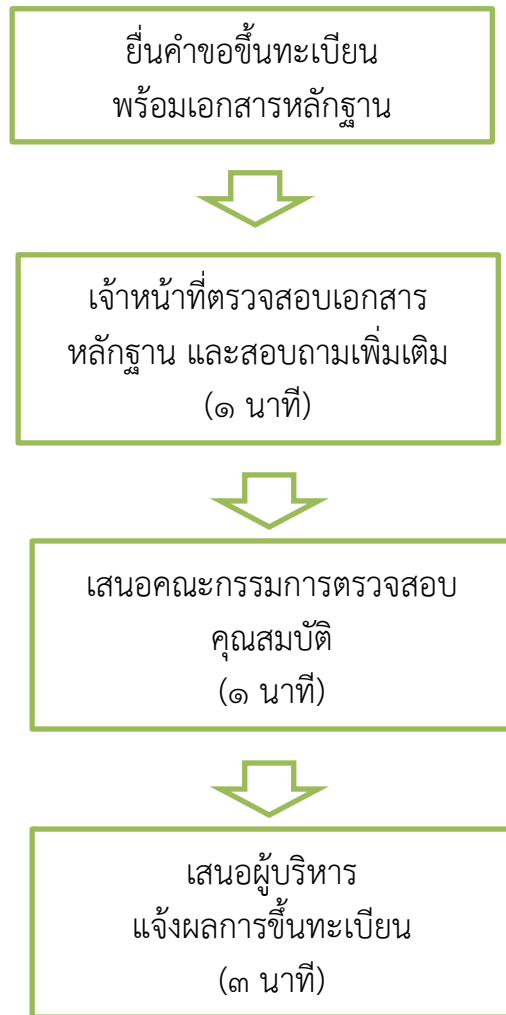 ยื่นคำขอขึ้นทะเบียน
พร้อมเอกสารหลักฐาน
เจ้าหน้าที่ตรวจสอบเอกสาร
หลักฐาน และสอบถามเพิ่มเติม
(๑ นาที)
เสนอคณะกรรมการตรวจสอบ
คุณสมบัติ
(๑ นาที)
เสนอผู้บริหาร
แจ้งผลการขึ้นทะเบียน
(๓ นาที)